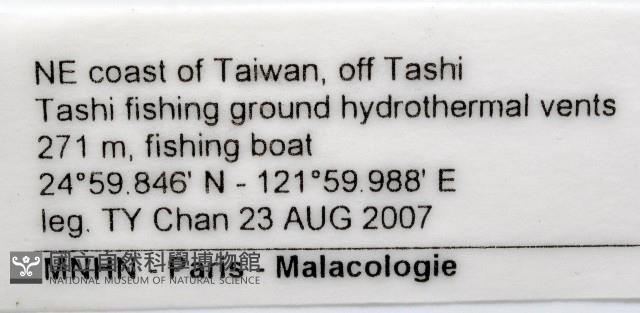 NE coast of Taiwan, off Tashi
Tashi fishing ground hydrothermal vents
271 m, fishing boat
24°59.846' N - 121°59.988' E
leg. TY Chan 23 AUG 2007
MNHN - Paris - Malacologie
國立自然科學博物館
NATIONAL MUSEUM OF NATURAL SCIENCE